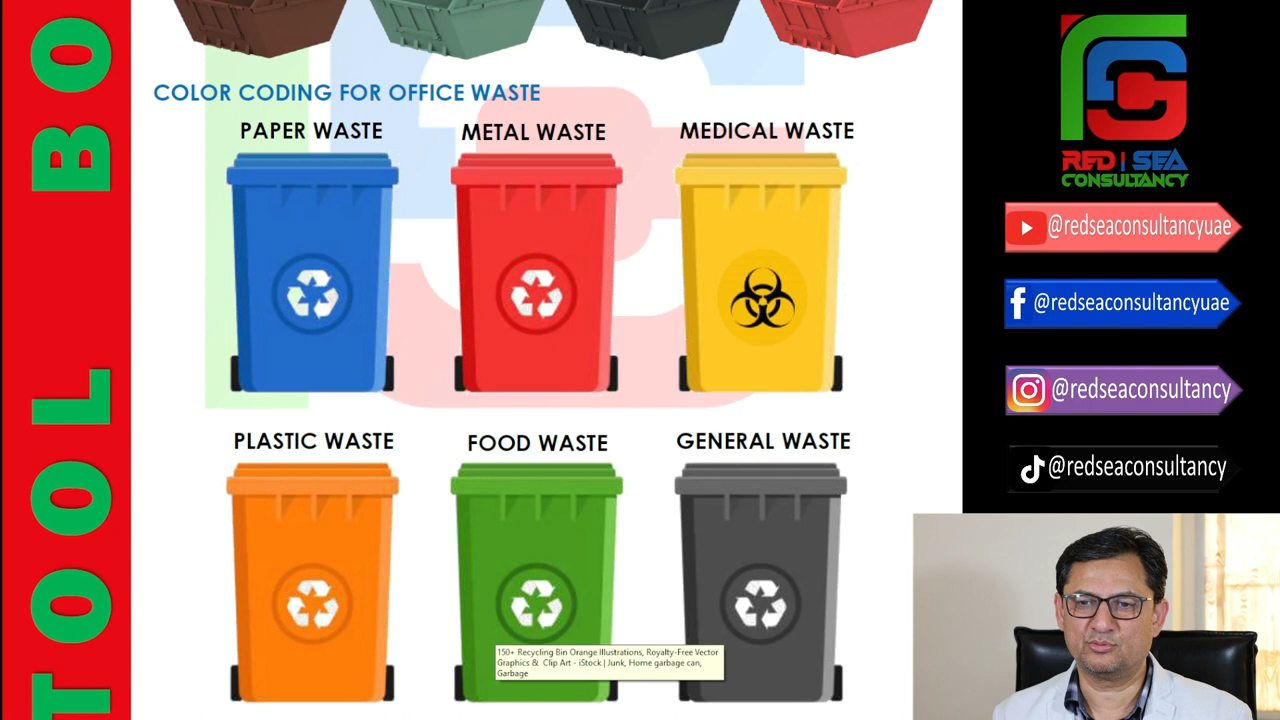 TOOL BO
COLOR CODING FOR OFFICE WASTE
PAPER WASTE
METAL WASTE
MEDICAL WASTE
PLASTIC WASTE
FOOD WASTE
GENERAL WASTE
150+ Recycling Bin Orange Illustrations, Royalty-Free Vector
Graphics & Clip Art - iStock | Junk, Home garbage can,
Garbage
RED | SEA
CONSULTANCY
@redseaconsultancyuae
@redseaconsultancyuae
@redseaconsultancy
@redseaconsultancy